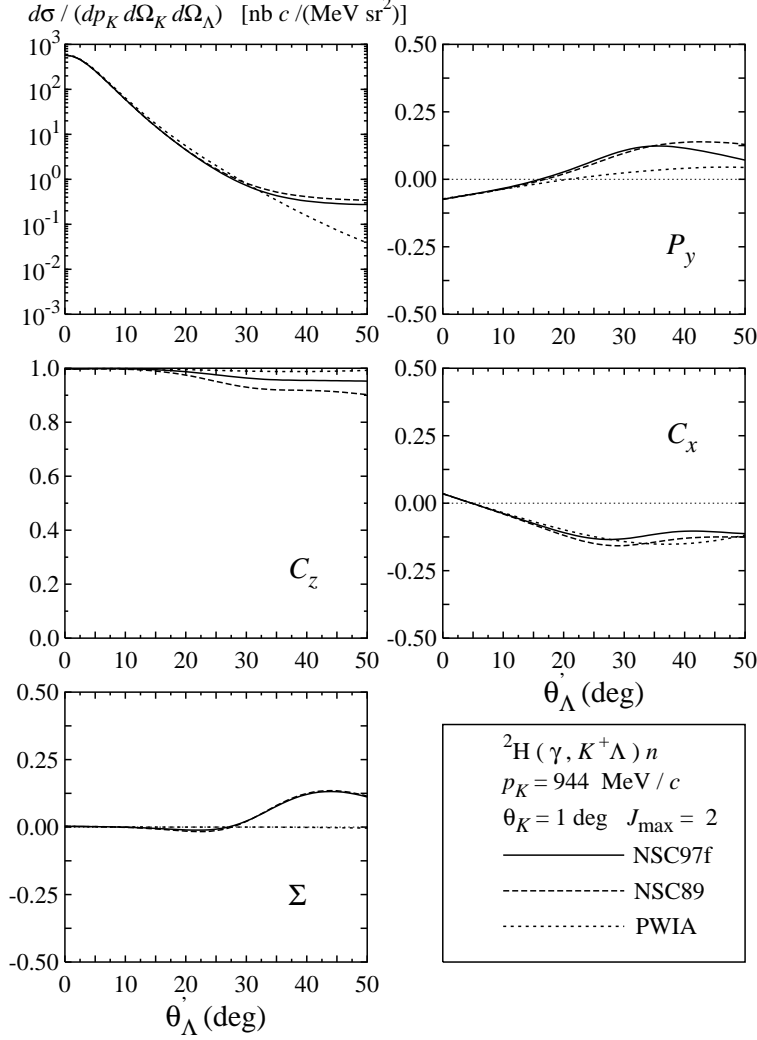 dσ / (dp_K dΩ_K dΩ_Λ) [nb c /(MeV sr²)]
10³
10²
10¹
10⁰
10⁻¹
10⁻²
10⁻³
0 10 20 30 40 50
0.50
0.25
0.00
-0.25
-0.50
P_y
0 10 20 30 40 50
1.0
0.8
0.6
0.4
0.2
0.0
C_z
0 10 20 30 40 50
0.50
0.25
0.00
-0.25
-0.50
C_x
0 10 20 30 40 50
θ'_Λ (deg)
0.50
0.25
0.00
-0.25
-0.50
Σ
0 10 20 30 40 50
θ'_Λ (deg)
²H ( γ , K⁺Λ ) n
p_K = 944 MeV / c
θ_K = 1 deg J_max = 2
NSC97f
NSC89
PWIA